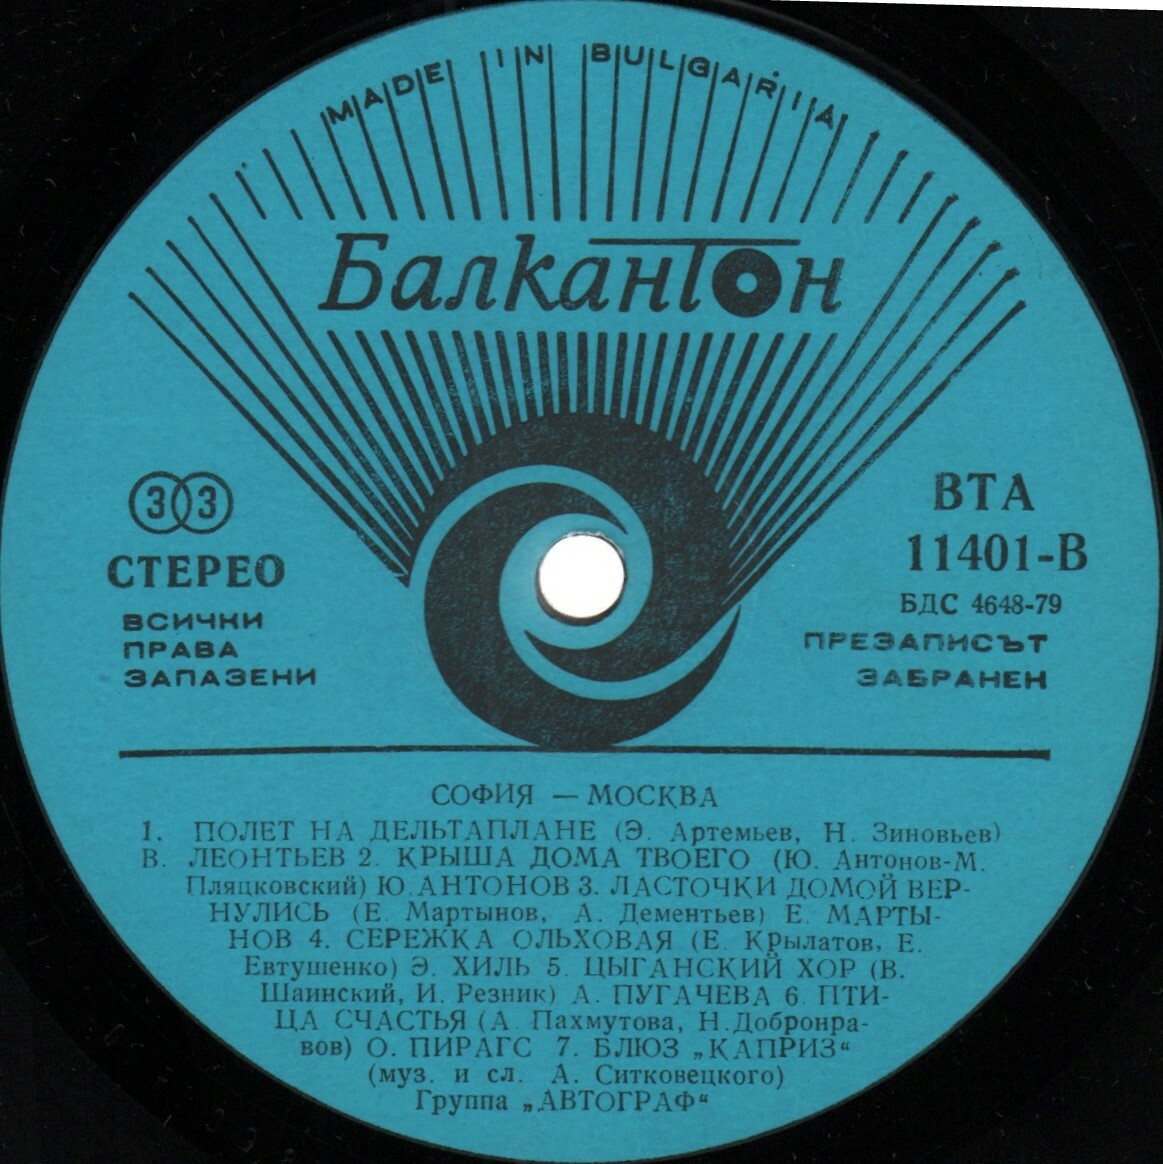 MADE IN BULGARIA
БалканТон
33
СТЕРЕО
ВСИЧКИ
ПРАВА
ЗАПАЗЕНИ
ВТА
11401-В
БДС 4648-79
ПРЕЗАПИСЪТ
ЗАБРАНЕН
СОФИЯ — МОСКВА
1. ПОЛЕТ НА ДЕЛЬТАПЛАНЕ (Э. Артемьев, Н. Зиновьев)
В. ЛЕОНТЬЕВ 2. КРЫША ДОМА ТВОЕГО (Ю. Антонов-М.
Пляцковский) Ю. АНТОНОВ 3. ЛАСТОЧКИ ДОМОЙ ВЕР-
НУЛИСЬ (Е. Мартынов, А. Дементьев) Е. МАРТЫ-
НОВ 4. СЕРЕЖКА ОЛЬХОВАЯ (Е. Крылатов, Е.
Евтушенко) Э. ХИЛЬ 5. ЦЫГАНСКИЙ ХОР (В.
Шаинский, И. Резник) А. ПУГАЧЕВА 6. ПТИ-
ЦА СЧАСТЬЯ (А. Пахмутова, Н. Добронра-
вов) О. ПИРАГС 7. БЛЮЗ „КАПРИЗ“
(муз. и сл. А. Ситковецкого)
Группа „АВТОГРАФ“